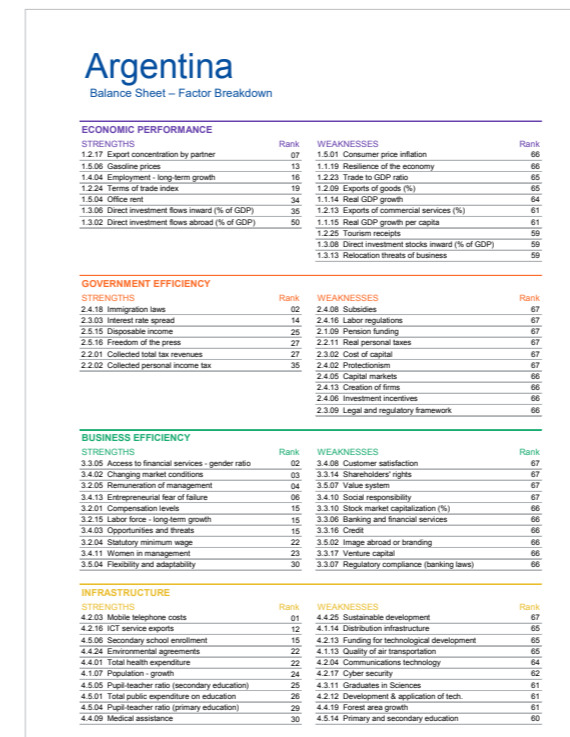 Argentina
Balance Sheet – Factor Breakdown
ECONOMIC PERFORMANCE
STRENGTHS Rank
1.2.17 Export concentration by partner 07
1.5.06 Gasoline prices 13
1.4.04 Employment - long-term growth 16
1.2.24 Terms of trade index 19
1.5.04 Office rent 34
1.3.06 Direct investment flows inward (% of GDP) 35
1.3.02 Direct investment flows abroad (% of GDP) 50
WEAKNESSES Rank
1.5.01 Consumer price inflation 66
1.1.19 Resilience of the economy 66
1.2.23 Trade to GDP ratio 65
1.2.09 Exports of goods (%) 65
1.1.14 Real GDP growth 64
1.2.13 Exports of commercial services (%) 61
1.1.15 Real GDP growth per capita 61
1.2.25 Tourism receipts 59
1.3.08 Direct investment stocks inward (% of GDP) 59
1.3.13 Relocation threats of business 59
GOVERNMENT EFFICIENCY
STRENGTHS Rank
2.4.18 Immigration laws 02
2.3.03 Interest rate spread 14
2.5.15 Disposable income 25
2.5.16 Freedom of the press 27
2.2.01 Collected total tax revenues 27
2.2.02 Collected personal income tax 35
WEAKNESSES Rank
2.4.08 Subsidies 67
2.4.16 Labor regulations 67
2.1.09 Pension funding 67
2.2.11 Real personal taxes 67
2.3.02 Cost of capital 67
2.4.02 Protectionism 67
2.4.05 Capital markets 66
2.4.13 Creation of firms 66
2.4.06 Investment incentives 66
2.3.09 Legal and regulatory framework 66
BUSINESS EFFICIENCY
STRENGTHS Rank
3.3.05 Access to financial services - gender ratio 02
3.4.02 Changing market conditions 03
3.2.05 Remuneration of management 04
3.4.13 Entrepreneurial fear of failure 06
3.2.01 Compensation levels 15
3.2.15 Labor force - long-term growth 15
3.4.03 Opportunities and threats 15
3.2.04 Statutory minimum wage 22
3.4.11 Women in management 23
3.5.04 Flexibility and adaptability 30
WEAKNESSES Rank
3.4.08 Customer satisfaction 67
3.3.14 Shareholders' rights 67
3.5.07 Value system 67
3.4.10 Social responsibility 67
3.3.10 Stock market capitalization (%) 66
3.3.06 Banking and financial services 66
3.3.16 Credit 66
3.5.02 Image abroad or branding 66
3.3.17 Venture capital 66
3.3.07 Regulatory compliance (banking laws) 66
INFRASTRUCTURE
STRENGTHS Rank
4.2.03 Mobile telephone costs 01
4.2.16 ICT service exports 12
4.5.06 Secondary school enrollment 15
4.4.24 Environmental agreements 22
4.4.01 Total health expenditure 22
4.1.07 Population - growth 24
4.5.05 Pupil-teacher ratio (secondary education) 25
4.5.01 Total public expenditure on education 26
4.5.04 Pupil-teacher ratio (primary education) 29
4.4.09 Medical assistance 30
WEAKNESSES Rank
4.4.25 Sustainable development 67
4.1.14 Distribution infrastructure 65
4.2.13 Funding for technological development 65
4.1.13 Quality of air transportation 65
4.2.04 Communications technology 64
4.2.17 Cyber security 62
4.3.11 Graduates in Sciences 61
4.2.12 Development & application of tech. 61
4.4.19 Forest area growth 61
4.5.14 Primary and secondary education 60